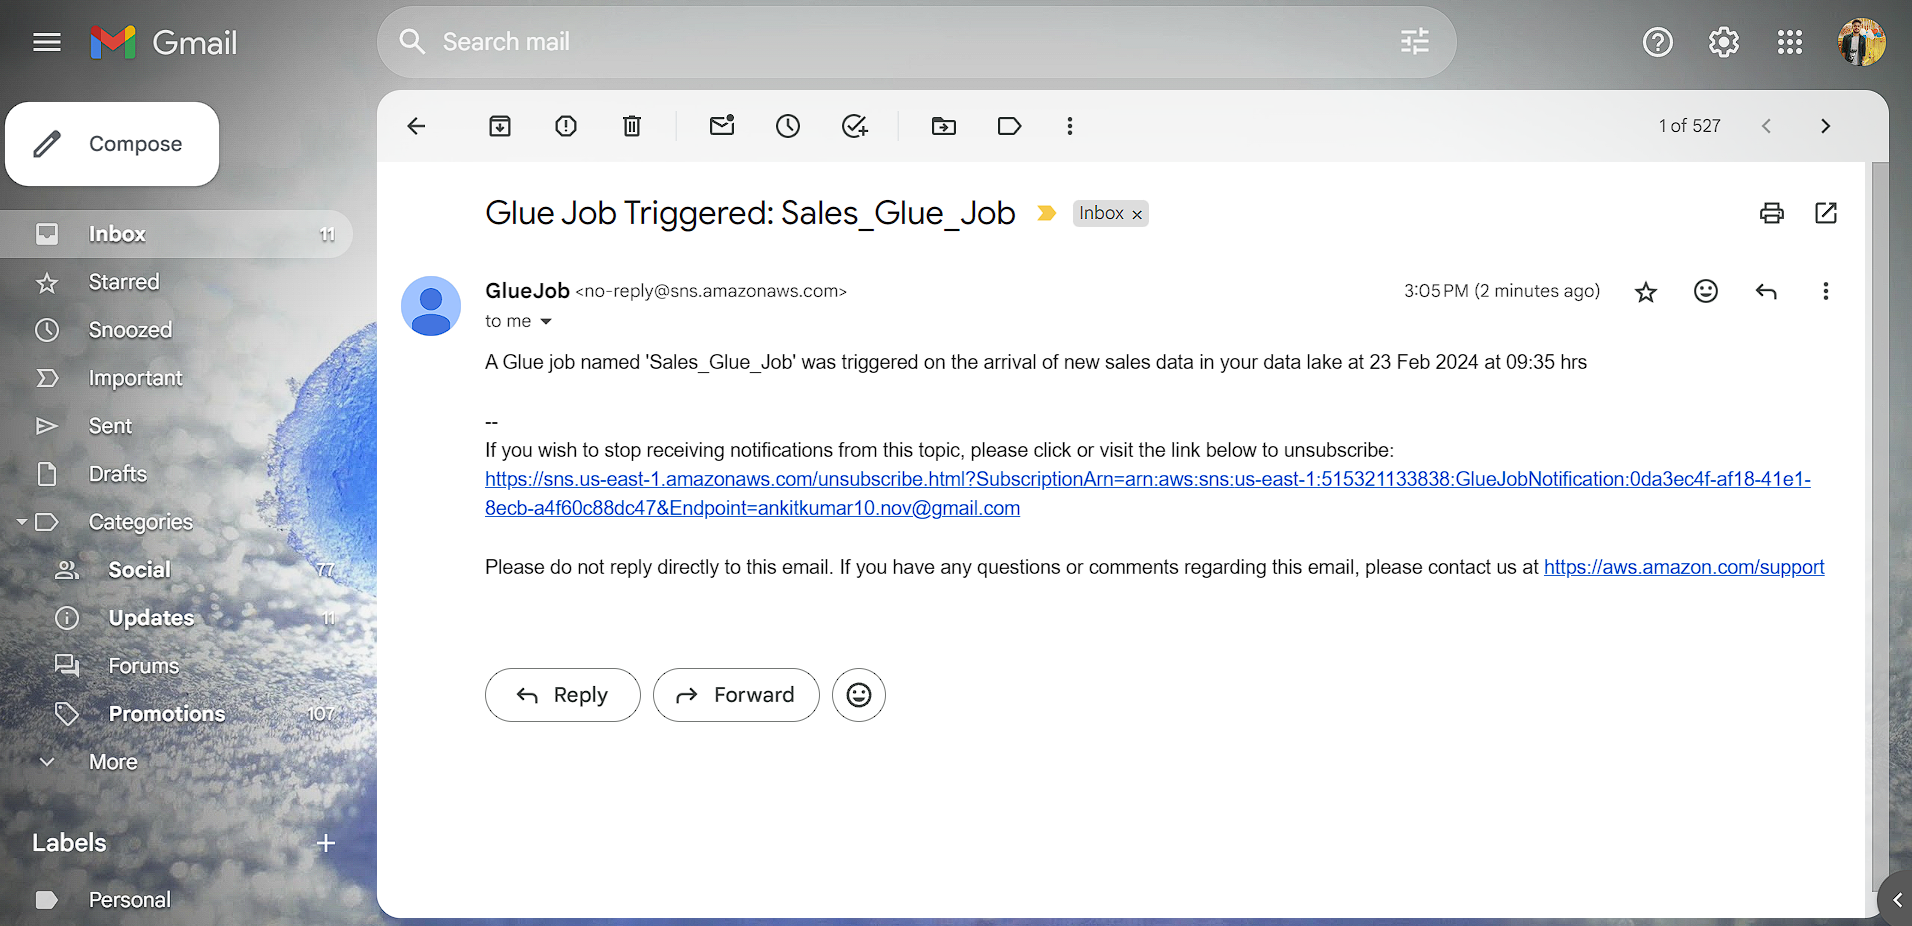 Gmail
Search mail
Compose
1 of 527
Inbox 11
Starred
Snoozed
Important
Sent
Drafts
Categories
Social 77
Updates 11
Forums
Promotions 107
More
Labels
Personal
Glue Job Triggered: Sales_Glue_Job
Inbox ×
GlueJob <no-reply@sns.amazonaws.com>
3:05 PM (2 minutes ago)
to me
A Glue job named 'Sales_Glue_Job' was triggered on the arrival of new sales data in your data lake at 23 Feb 2024 at 09:35 hrs
--
If you wish to stop receiving notifications from this topic, please click or visit the link below to unsubscribe:
https://sns.us-east-1.amazonaws.com/unsubscribe.html?SubscriptionArn=arn:aws:sns:us-east-1:515321133838:GlueJobNotification:0da3ec4f-af18-41e1-
8ecb-a4f60c88dc47&Endpoint=ankitkumar10.nov@gmail.com
Please do not reply directly to this email. If you have any questions or comments regarding this email, please contact us at https://aws.amazon.com/support
Reply
Forward